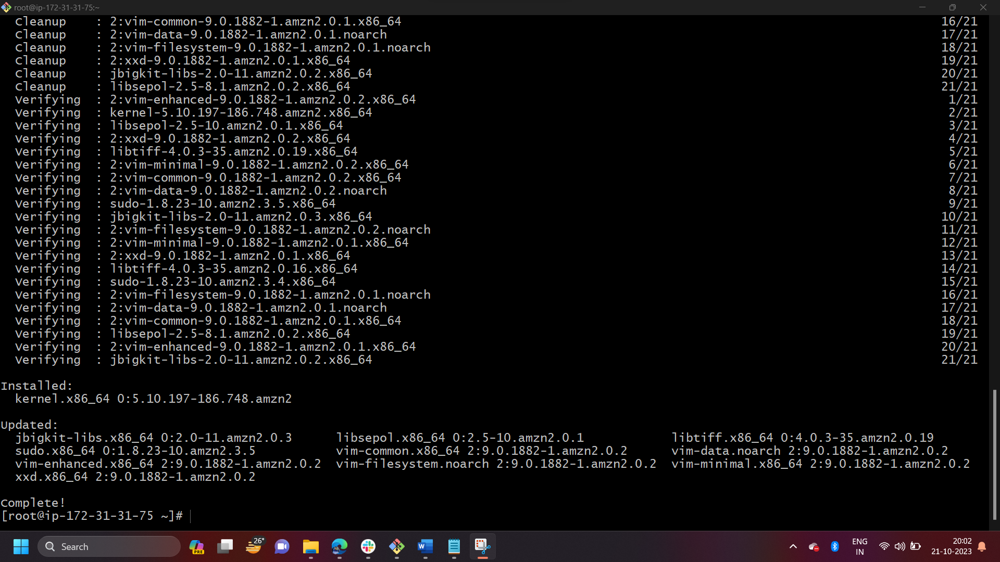 root@ip-172-31-31-75:~
Cleanup    : 2:vim-common-9.0.1882-1.amzn2.0.1.x86_64 16/21
Cleanup    : 2:vim-data-9.0.1882-1.amzn2.0.1.noarch 17/21
Cleanup    : 2:vim-filesystem-9.0.1882-1.amzn2.0.1.noarch 18/21
Cleanup    : 2:xxd-9.0.1882-1.amzn2.0.1.x86_64 19/21
Cleanup    : jbigkit-libs-2.0-11.amzn2.0.2.x86_64 20/21
Cleanup    : libsepol-2.5-8.1.amzn2.0.2.x86_64 21/21
Verifying  : 2:vim-enhanced-9.0.1882-1.amzn2.0.2.x86_64 1/21
Verifying  : kernel-5.10.197-186.748.amzn2.x86_64 2/21
Verifying  : libsepol-2.5-10.amzn2.0.1.x86_64 3/21
Verifying  : 2:xxd-9.0.1882-1.amzn2.0.2.x86_64 4/21
Verifying  : libtiff-4.0.3-35.amzn2.0.19.x86_64 5/21
Verifying  : 2:vim-minimal-9.0.1882-1.amzn2.0.2.x86_64 6/21
Verifying  : 2:vim-common-9.0.1882-1.amzn2.0.2.x86_64 7/21
Verifying  : 2:vim-data-9.0.1882-1.amzn2.0.2.noarch 8/21
Verifying  : sudo-1.8.23-10.amzn2.3.5.x86_64 9/21
Verifying  : jbigkit-libs-2.0-11.amzn2.0.3.x86_64 10/21
Verifying  : 2:vim-filesystem-9.0.1882-1.amzn2.0.2.noarch 11/21
Verifying  : 2:vim-minimal-9.0.1882-1.amzn2.0.1.x86_64 12/21
Verifying  : 2:xxd-9.0.1882-1.amzn2.0.1.x86_64 13/21
Verifying  : libtiff-4.0.3-35.amzn2.0.16.x86_64 14/21
Verifying  : sudo-1.8.23-10.amzn2.3.4.x86_64 15/21
Verifying  : 2:vim-filesystem-9.0.1882-1.amzn2.0.1.noarch 16/21
Verifying  : 2:vim-data-9.0.1882-1.amzn2.0.1.noarch 17/21
Verifying  : 2:vim-common-9.0.1882-1.amzn2.0.1.x86_64 18/21
Verifying  : libsepol-2.5-8.1.amzn2.0.2.x86_64 19/21
Verifying  : 2:vim-enhanced-9.0.1882-1.amzn2.0.1.x86_64 20/21
Verifying  : jbigkit-libs-2.0-11.amzn2.0.2.x86_64 21/21
Installed:
kernel.x86_64 0:5.10.197-186.748.amzn2
Updated:
jbigkit-libs.x86_64 0:2.0-11.amzn2.0.3 libsepol.x86_64 0:2.5-10.amzn2.0.1 libtiff.x86_64 0:4.0.3-35.amzn2.0.19
sudo.x86_64 0:1.8.23-10.amzn2.3.5 vim-common.x86_64 2:9.0.1882-1.amzn2.0.2 vim-data.noarch 2:9.0.1882-1.amzn2.0.2
vim-enhanced.x86_64 2:9.0.1882-1.amzn2.0.2 vim-filesystem.noarch 2:9.0.1882-1.amzn2.0.2 vim-minimal.x86_64 2:9.0.1882-1.amzn2.0.2
xxd.x86_64 2:9.0.1882-1.amzn2.0.2
Complete!
[root@ip-172-31-31-75 ~]#
Search
PRE
26°
W
ENG
IN
20:02
21-10-2023